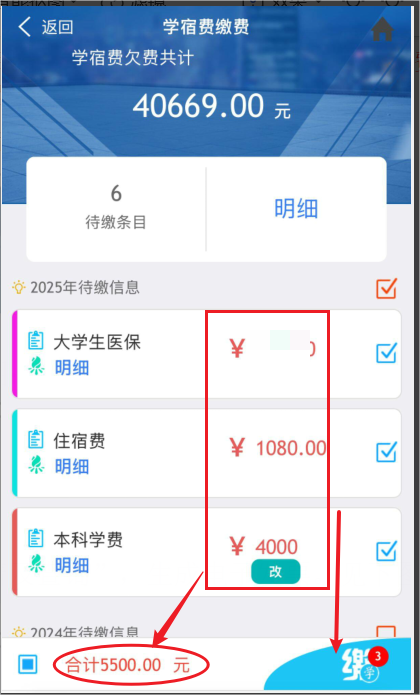 返回
学宿费缴费
学宿费欠费共计
40669.00 元
6
待缴条目
明细
2025年待缴信息
大学生医保
¥
明细
住宿费
¥ 1080.00
明细
本科学费
¥ 4000
明细
改
2024年待缴信息
合计5500.00 元
缴
3
学